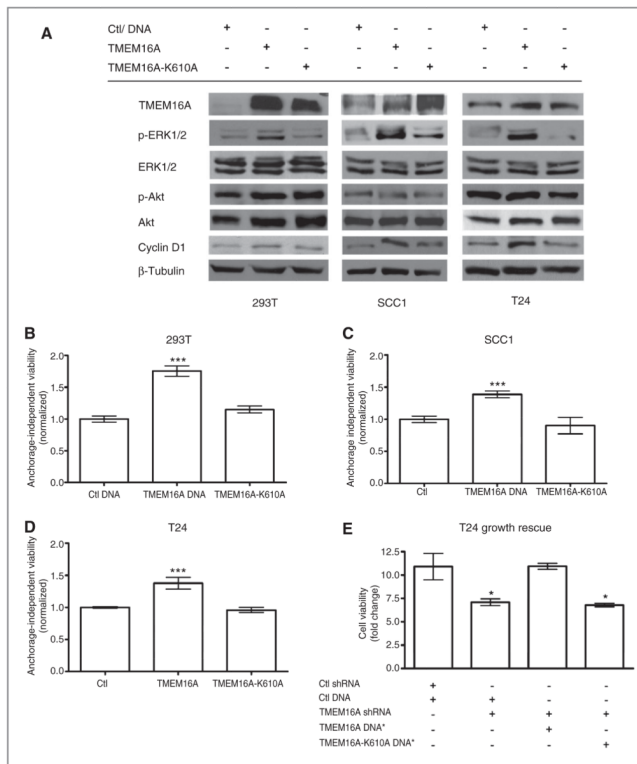 A
Ctl/ DNA + - - + - - + - -
TMEM16A - + - - + - - + -
TMEM16A-K610A - - + - - + - - +
TMEM16A
p-ERK1/2
ERK1/2
p-Akt
Akt
Cyclin D1
β-Tubulin
293T SCC1 T24
B
293T
Anchorage-independent viability
(normalized)
2.0
1.5
1.0
0.5
0.0
***
Ctl DNA TMEM16A DNA TMEM16A-K610A
C
SCC1
Anchorage independent viability
(normalized)
2.0
1.5
1.0
0.5
0.0
***
Ctl TMEM16A DNA TMEM16A-K610A
D
T24
Anchorage-independent viability
(normalized)
2.0
1.5
1.0
0.5
0.0
***
Ctl TMEM16A TMEM16A-K610A
E
T24 growth rescue
Cell viability
(fold change)
12.5
10.0
7.5
5.0
2.5
0.0
*
*
Ctl shRNA + - - -
Ctl DNA + + - -
TMEM16A shRNA - + + +
TMEM16A DNA* - - + -
TMEM16A-K610A DNA* - - - +